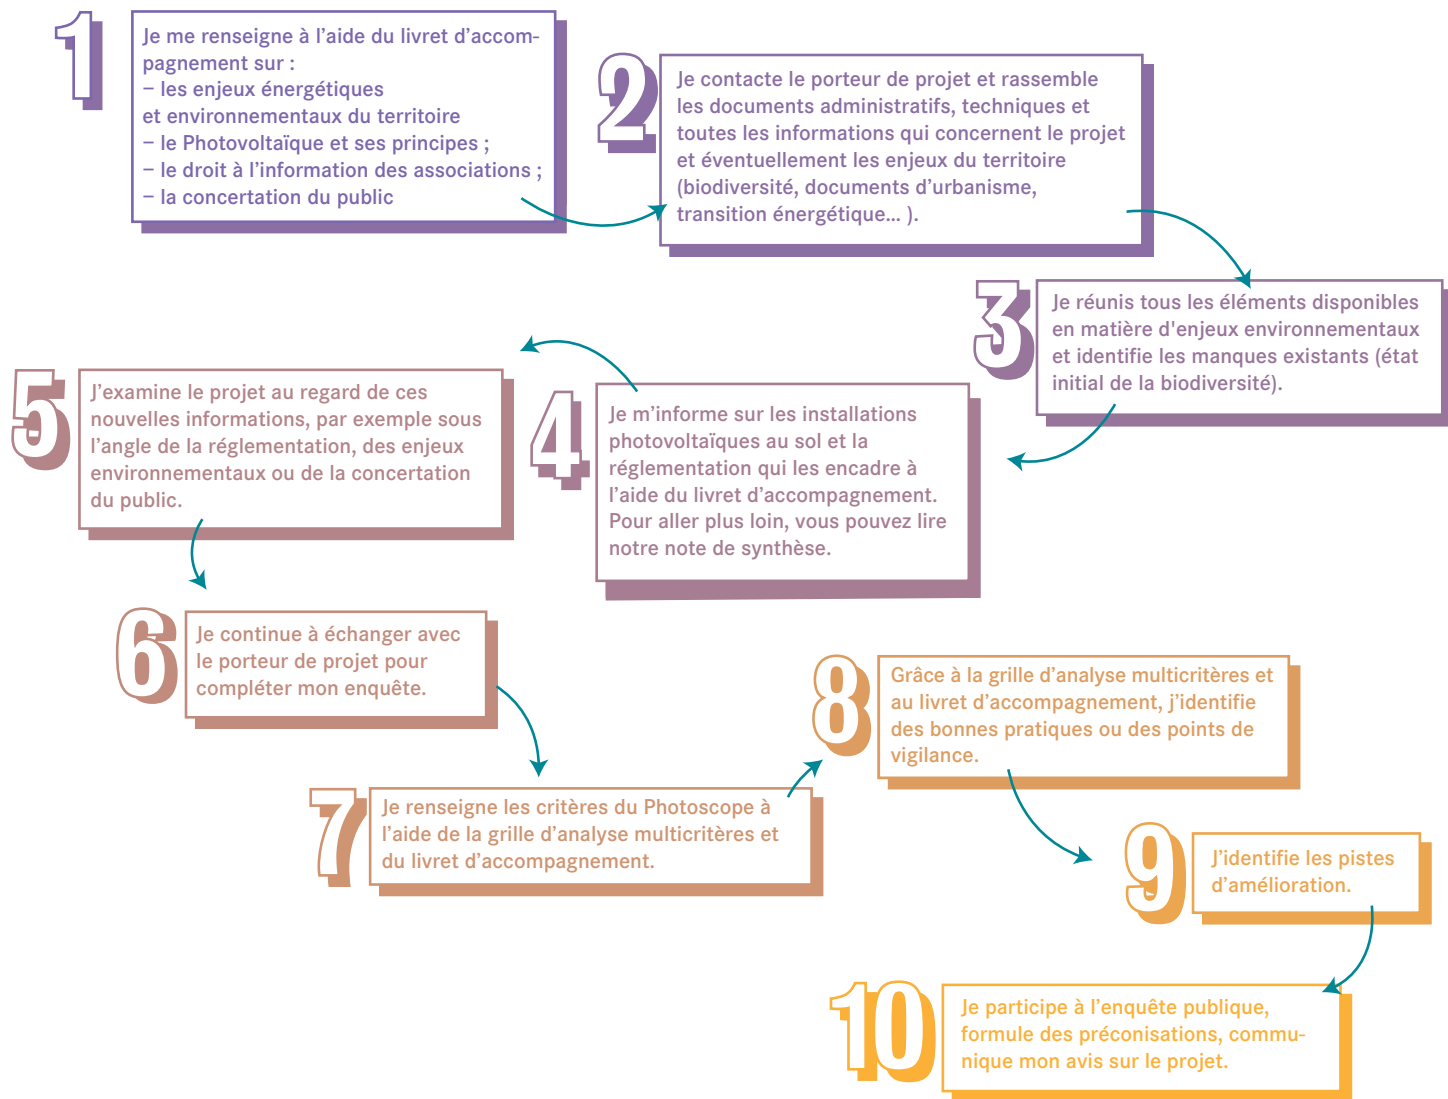 1
Je me renseigne à l’aide du livret d’accom-
pagnement sur :
– les enjeux énergétiques
et environnementaux du territoire
– le Photovoltaïque et ses principes ;
– le droit à l’information des associations ;
– la concertation du public
2
Je contacte le porteur de projet et rassemble
les documents administratifs, techniques et
toutes les informations qui concernent le projet
et éventuellement les enjeux du territoire
(biodiversité, documents d’urbanisme,
transition énergétique... ).
3
Je réunis tous les éléments disponibles
en matière d'enjeux environnementaux
et identifie les manques existants (état
initial de la biodiversité).
4
Je m’informe sur les installations
photovoltaïques au sol et la
réglementation qui les encadre à
l’aide du livret d’accompagnement.
Pour aller plus loin, vous pouvez lire
notre note de synthèse.
5
J’examine le projet au regard de ces
nouvelles informations, par exemple sous
l’angle de la réglementation, des enjeux
environnementaux ou de la concertation
du public.
6
Je continue à échanger avec
le porteur de projet pour
compléter mon enquête.
7
Je renseigne les critères du Photoscope à
l’aide de la grille d’analyse multicritères et
du livret d’accompagnement.
8
Grâce à la grille d’analyse multicritères et
au livret d’accompagnement, j’identifie
des bonnes pratiques ou des points de
vigilance.
9
J’identifie les pistes
d’amélioration.
10
Je participe à l’enquête publique,
formule des préconisations, commu-
nique mon avis sur le projet.